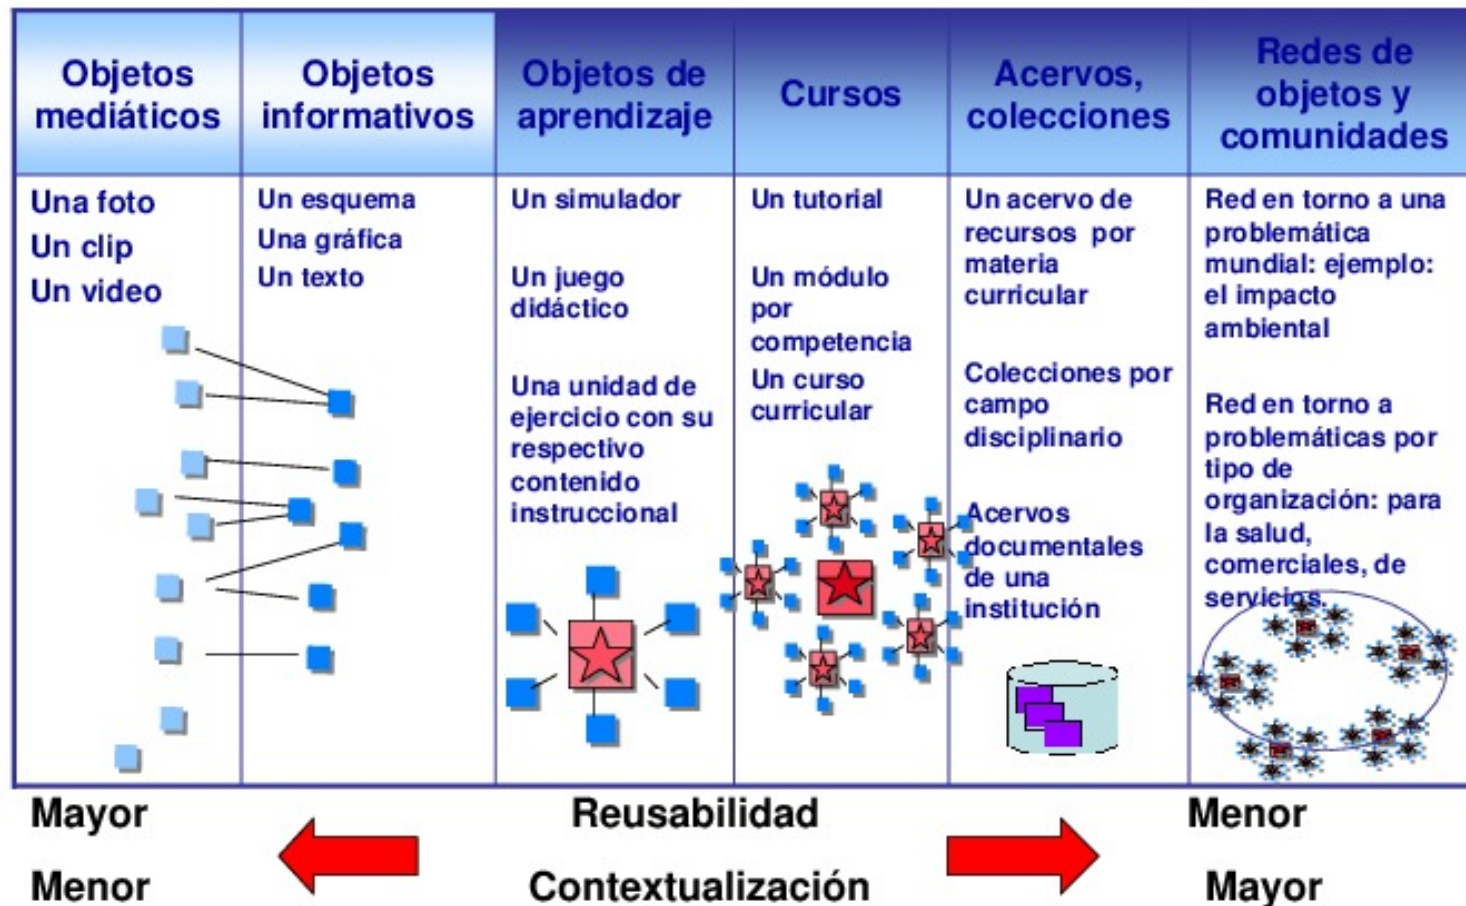 Objetos
mediáticos
Objetos
informativos
Objetos de
aprendizaje
Cursos
Acervos,
colecciones
Redes de
objetos y
comunidades
Una foto
Un clip
Un video
Un esquema
Una gráfica
Un texto
Un simulador
Un juego
didáctico
Una unidad de
ejercicio con su
respectivo
contenido
instruccional
Un tutorial
Un módulo
por
competencia
Un curso
curricular
Un acervo de
recursos por
materia
curricular
Colecciones por
campo
disciplinario
Acervos
documentales
de una
institución
Red en torno a una
problemática
mundial: ejemplo:
el impacto
ambiental
Red en torno a
problemáticas por
tipo de
organización: para
la salud,
comerciales, de
servicios.
Mayor Reusabilidad Menor
Menor Contextualización Mayor